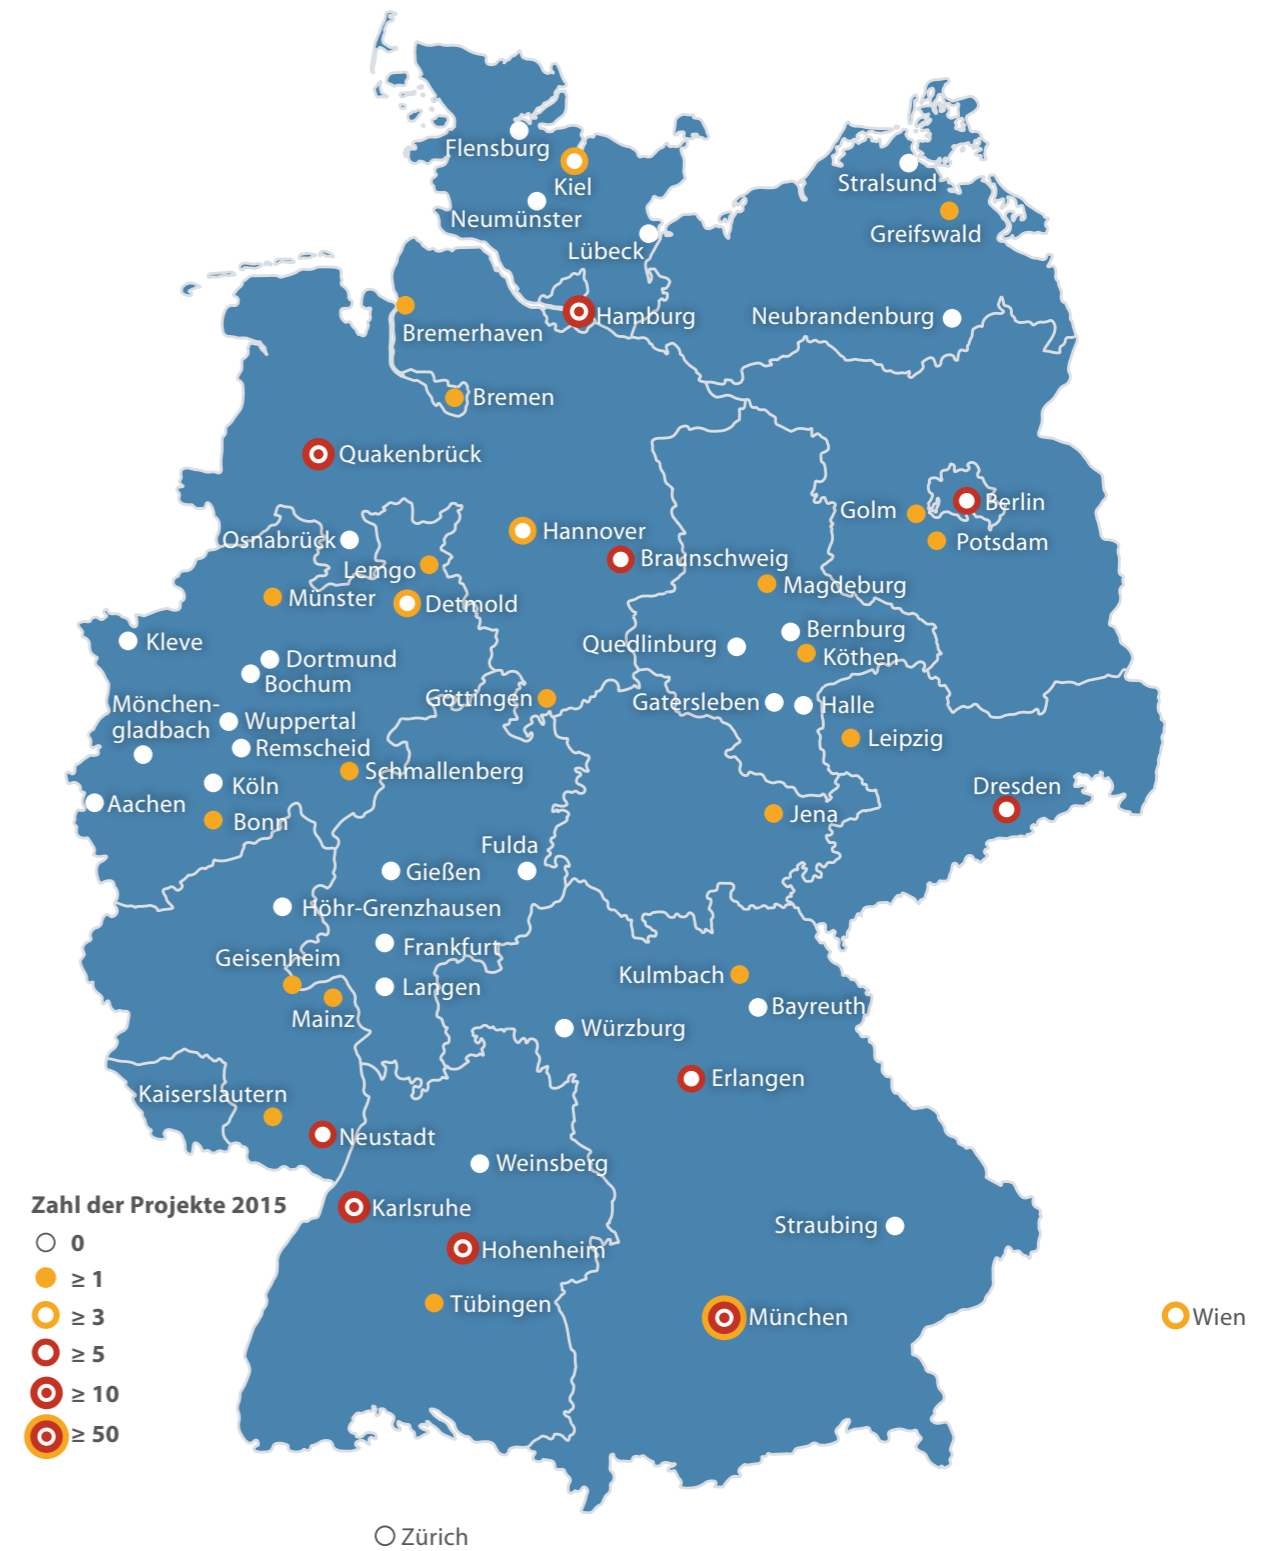 Flensburg
Kiel
Stralsund
Neumünster
Greifswald
Lübeck
Hamburg
Neubrandenburg
Bremerhaven
Bremen
Quakenbrück
Berlin
Golm
Osnabrück
Hannover
Potsdam
Braunschweig
Lemgo
Magdeburg
Münster
Detmold
Bernburg
Kleve
Quedlinburg
Köthen
Dortmund
Bochum
Göttingen
Gatersleben
Halle
Mönchen-
gladbach
Wuppertal
Leipzig
Remscheid
Schmallenberg
Köln
Dresden
Aachen
Jena
Bonn
Fulda
Gießen
Höhr-Grenzhausen
Frankfurt
Geisenheim
Kulmbach
Langen
Bayreuth
Mainz
Würzburg
Erlangen
Kaiserslautern
Neustadt
Weinsberg
Karlsruhe
Straubing
Hohenheim
Tübingen
München
Wien
Zürich
Zahl der Projekte 2015
0
≥ 1
≥ 3
≥ 5
≥ 10
≥ 50